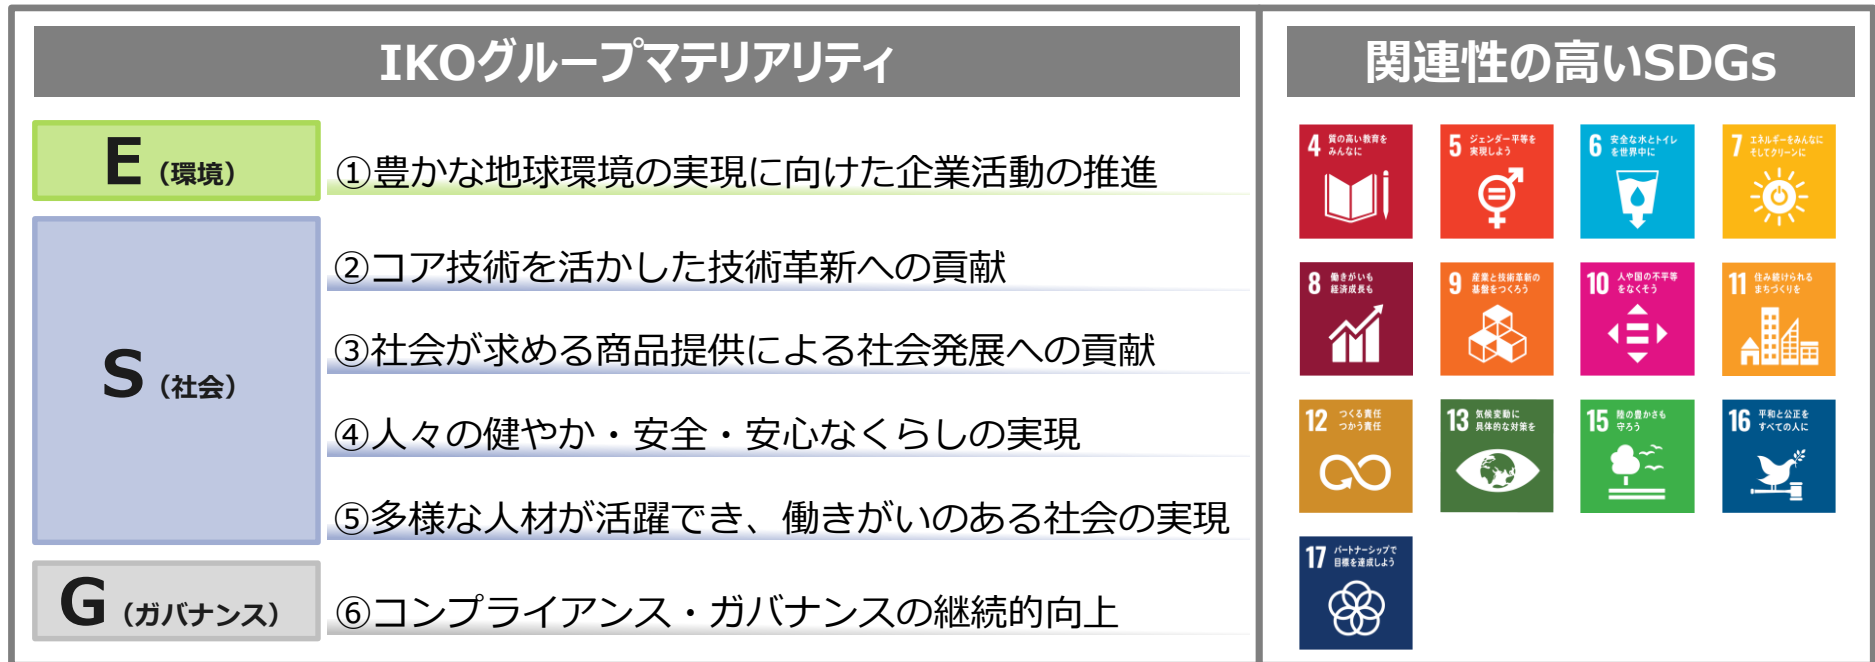 IKOグループマテリアリティ
E（環境）
①豊かな地球環境の実現に向けた企業活動の推進
S（社会）
②コア技術を活かした技術革新への貢献
③社会が求める商品提供による社会発展への貢献
④人々の健やか・安全・安心なくらしの実現
⑤多様な人材が活躍でき、働きがいのある社会の実現
G（ガバナンス）
⑥コンプライアンス・ガバナンスの継続的向上
関連性の高いSDGs
4 質の高い教育を
みんなに
5 ジェンダー平等を
実現しよう
6 安全な水とトイレ
を世界中に
7 エネルギーをみんなに
そしてクリーンに
8 働きがいも
経済成長も
9 産業と技術革新の
基盤をつくろう
10 人や国の不平等
をなくそう
11 住み続けられる
まちづくりを
12 つくる責任
つかう責任
13 気候変動に
具体的な対策を
15 陸の豊かさも
守ろう
16 平和と公正を
すべての人に
17 パートナーシップで
目標を達成しよう